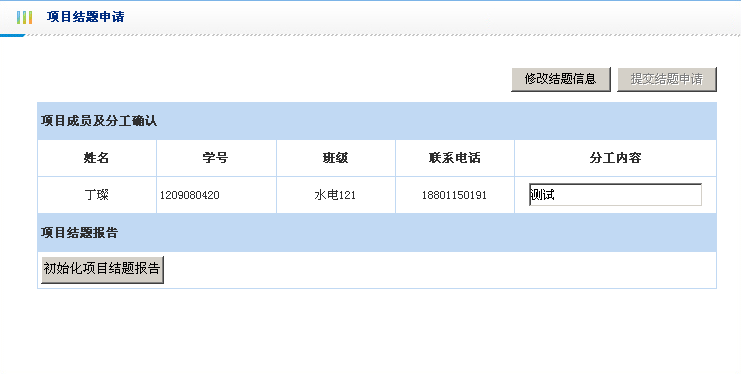 项目结题申请
修改结题信息 提交结题申请
项目成员及分工确认
姓名 学号 班级 联系电话 分工内容
丁璨 1209080420 水电121 18801150191 测试
项目结题报告
初始化项目结题报告